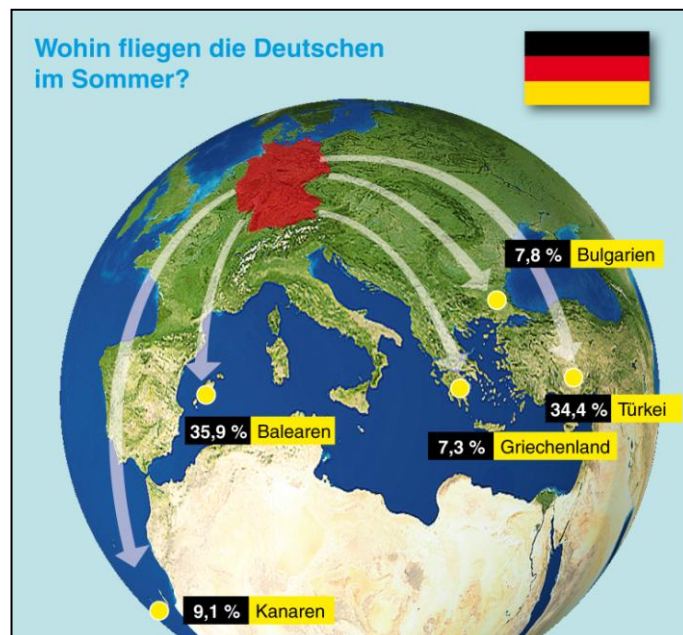 Wohin fliegen die Deutschen
im Sommer?
7,8 % Bulgarien
34,4 % Türkei
35,9 % Balearen
7,3 % Griechenland
9,1 % Kanaren